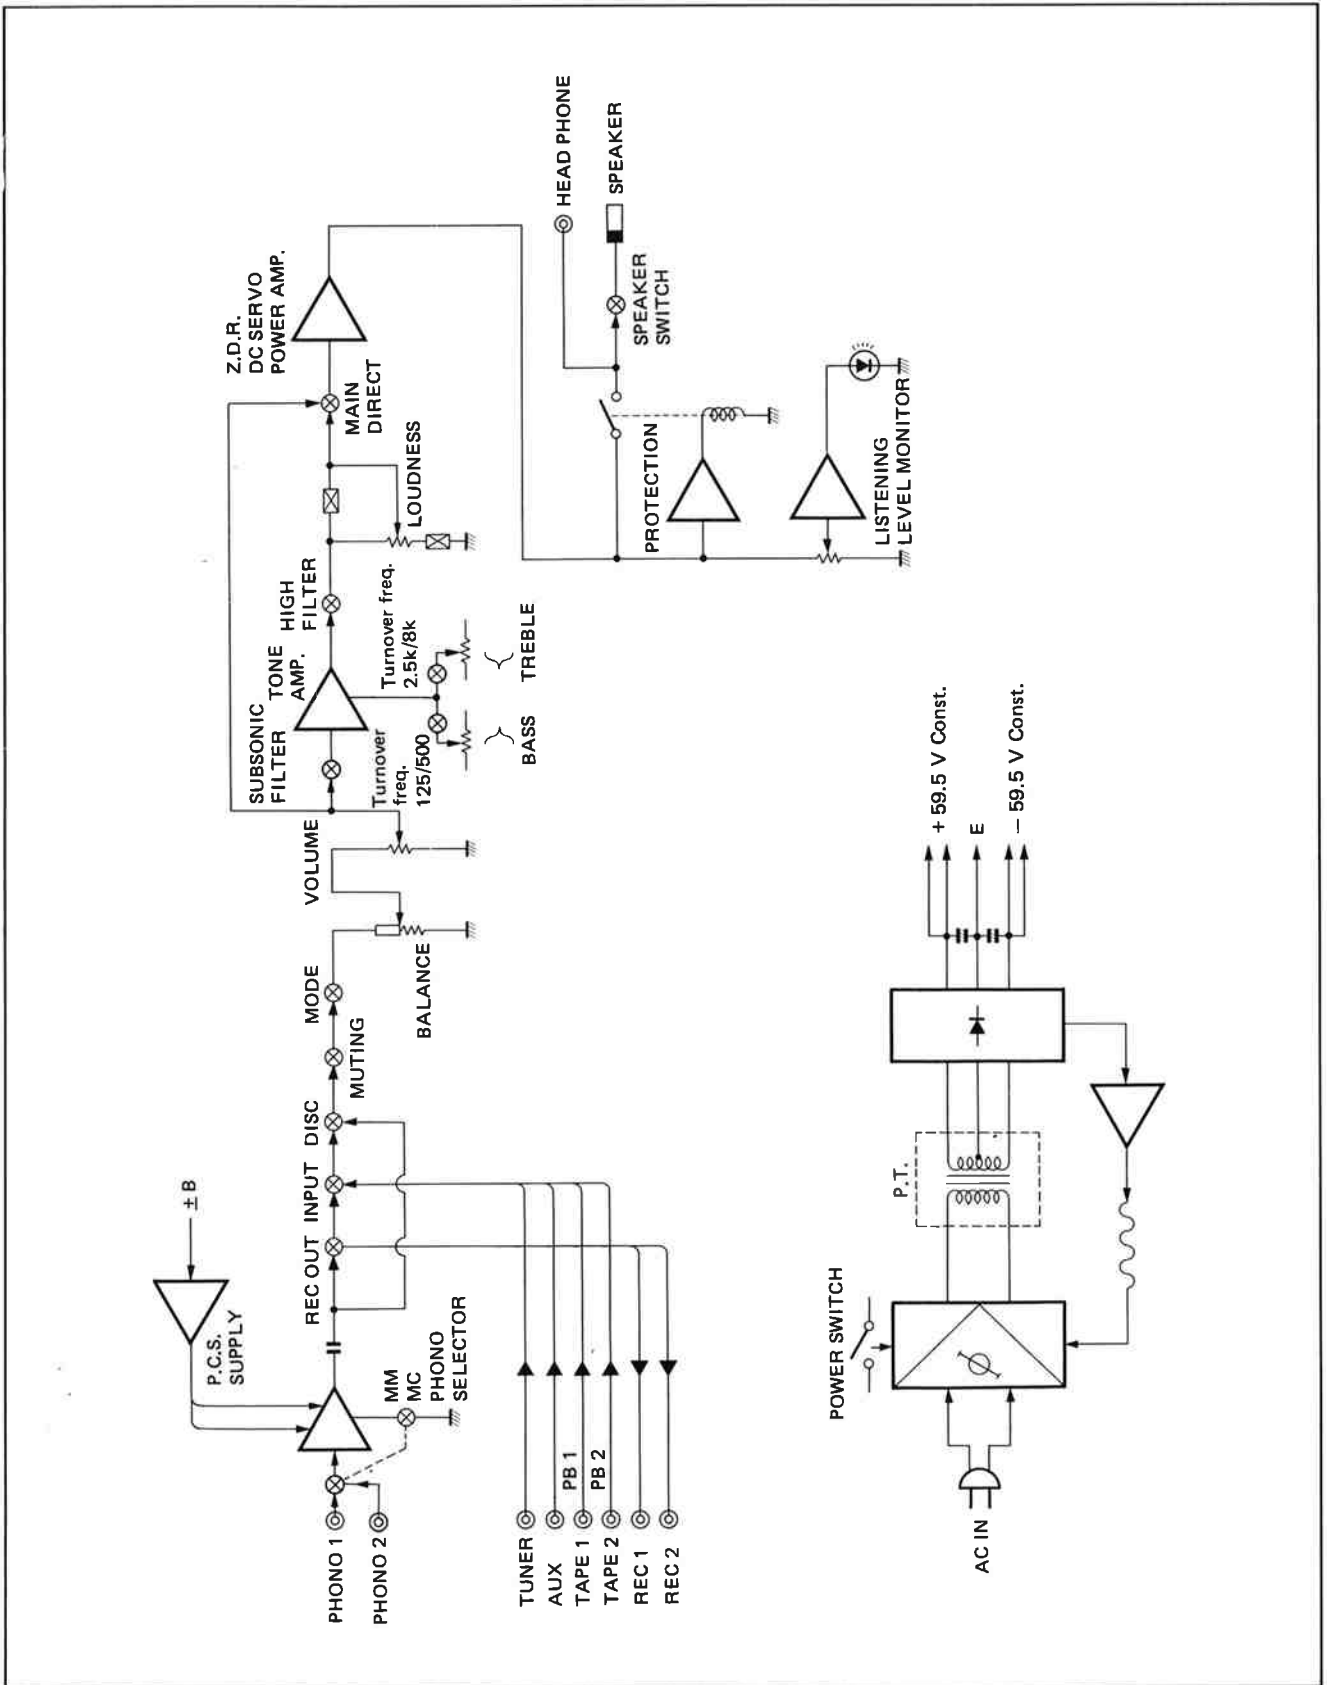 ± B
P.C.S.
SUPPLY
PHONO 1
PHONO 2
MM
MC
PHONO
SELECTOR
REC OUT
INPUT
DISC
MUTING
MODE
BALANCE
VOLUME
SUBSONIC
FILTER
TONE
AMP.
HIGH
FILTER
Turnover
freq.
125/500
Turnover freq.
2.5k/8k
BASS
TREBLE
LOUDNESS
MAIN
DIRECT
Z.D.R.
DC SERVO
POWER AMP.
TUNER
AUX
TAPE 1
PB 1
TAPE 2
PB 2
REC 1
REC 2
HEAD PHONE
SPEAKER
SPEAKER
SWITCH
PROTECTION
LISTENING
LEVEL MONITOR
POWER SWITCH
AC IN
P.T.
+ 59.5 V Const.
E
− 59.5 V Const.